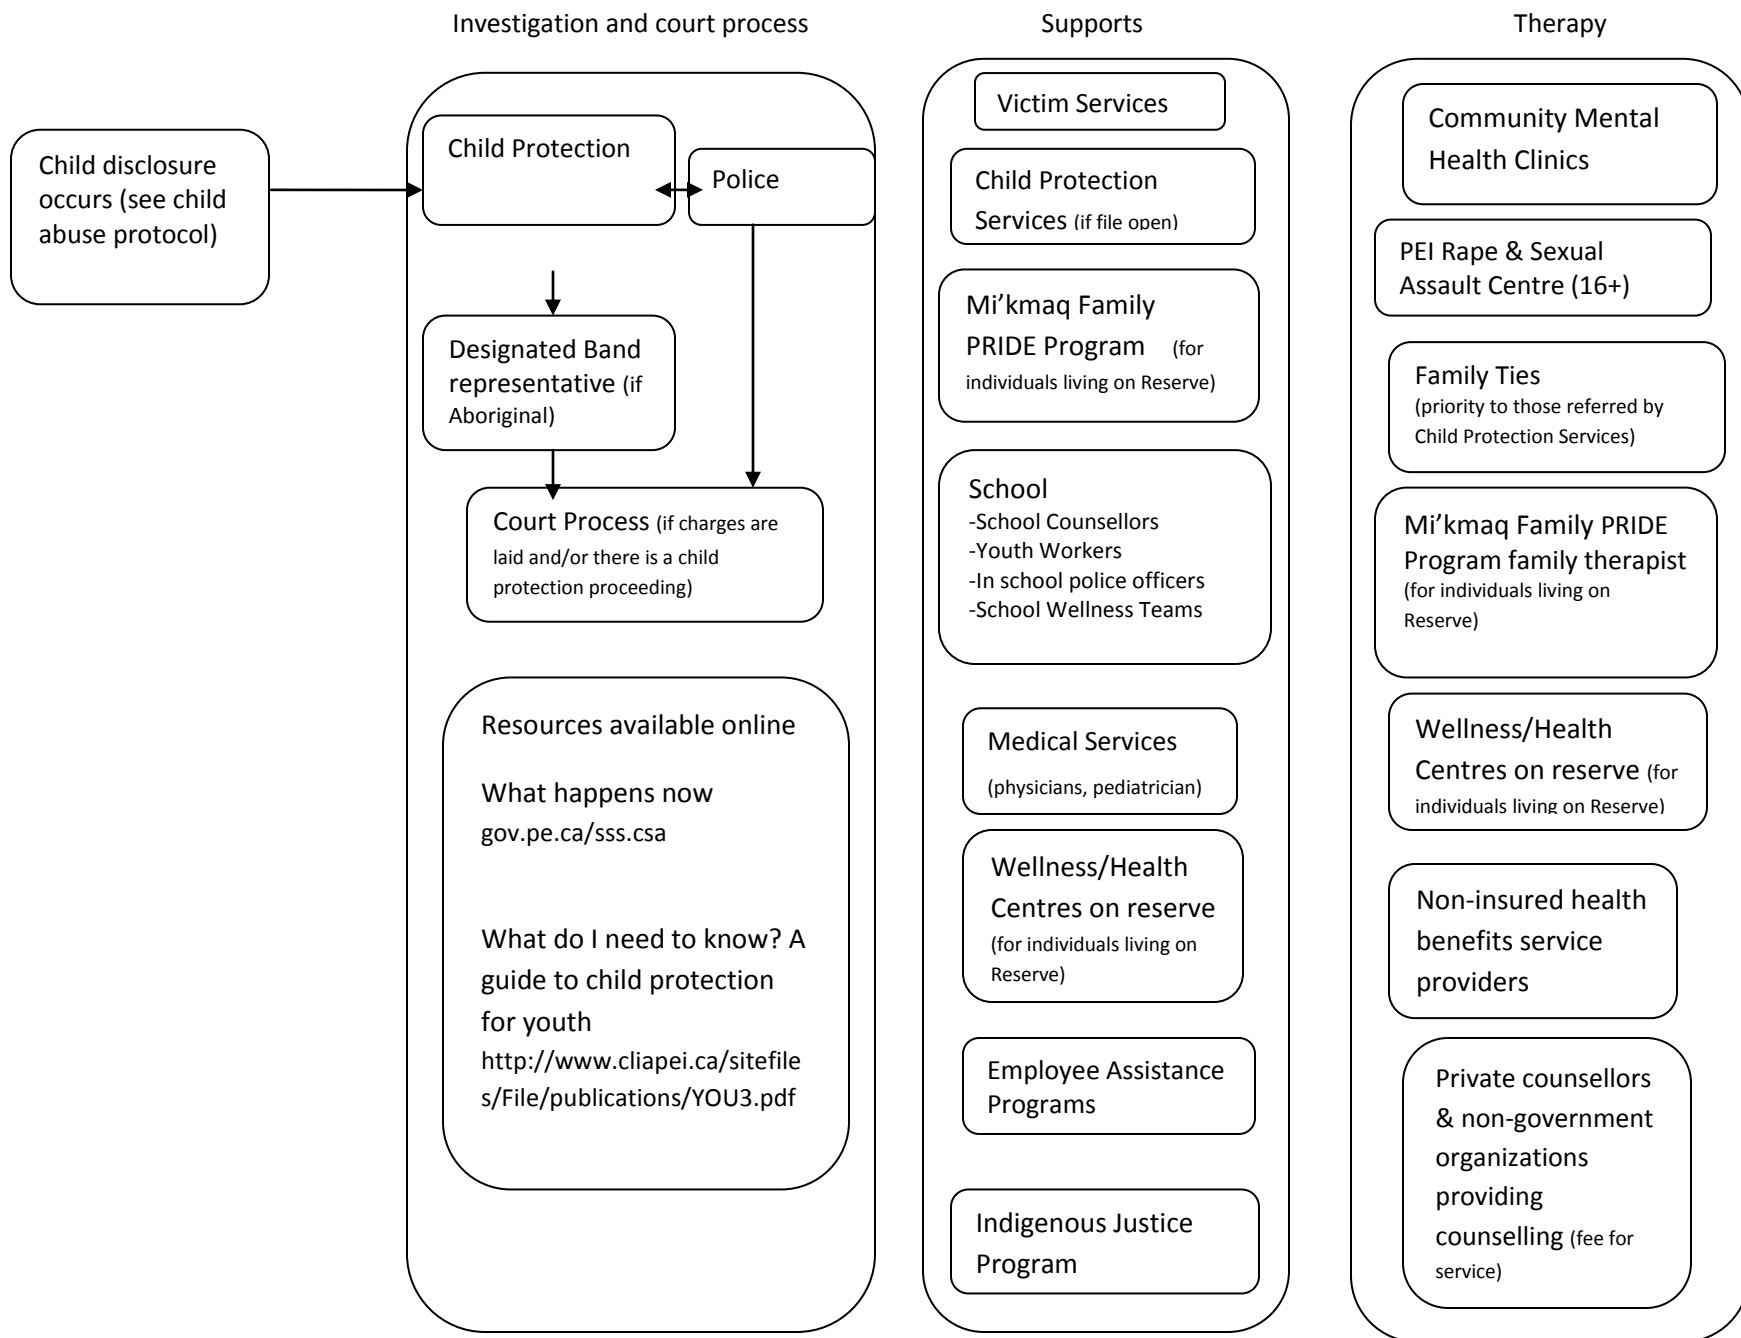 Investigation and court process
Supports
Therapy
Child disclosure
occurs (see child
abuse protocol)
Child Protection
Police
Designated Band
representative (if
Aboriginal)
Court Process (if charges are
laid and/or there is a child
protection proceeding)
Resources available online
What happens now
gov.pe.ca/sss.csa
What do I need to know? A
guide to child protection
for youth
http://www.cliapei.ca/sitefile
s/File/publications/YOU3.pdf
Victim Services
Child Protection
Services (if file open)
Mi’kmaq Family
PRIDE Program (for
individuals living on Reserve)
School
-School Counsellors
-Youth Workers
-In school police officers
-School Wellness Teams
Medical Services
(physicians, pediatrician)
Wellness/Health
Centres on reserve
(for individuals living on
Reserve)
Employee Assistance
Programs
Indigenous Justice
Program
Community Mental
Health Clinics
PEI Rape & Sexual
Assault Centre (16+)
Family Ties
(priority to those referred by
Child Protection Services)
Mi’kmaq Family PRIDE
Program family therapist
(for individuals living on
Reserve)
Wellness/Health
Centres on reserve (for
individuals living on Reserve)
Non-insured health
benefits service
providers
Private counsellors
& non-government
organizations
providing
counselling (fee for
service)